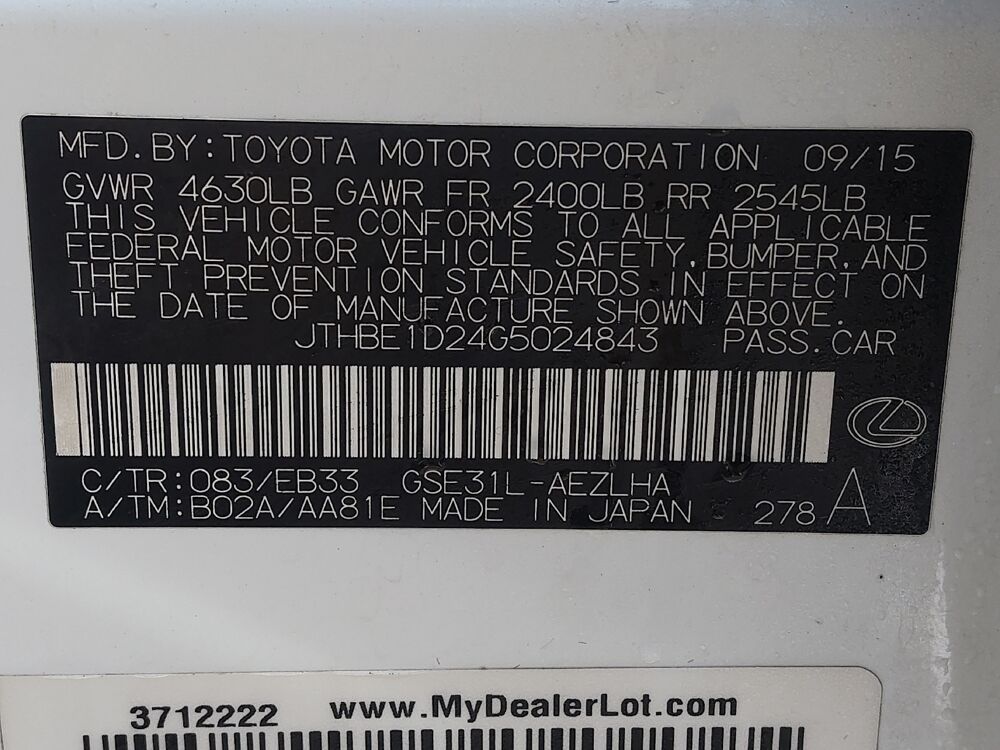 MFD. BY: TOYOTA MOTOR CORPORATION 09/15
GVWR 4630LB GAWR FR 2400LB RR 2545LB
THIS VEHICLE CONFORMS TO ALL APPLICABLE
FEDERAL MOTOR VEHICLE SAFETY, BUMPER, AND
THEFT PREVENTION STANDARDS IN EFFECT ON
THE DATE OF MANUFACTURE SHOWN ABOVE.
JTHBE1D24G5024843 PASS. CAR
C/TR: 083/EB33 GSE31L-AEZLHA
A/TM: B02A/AA81E MADE IN JAPAN 278 A
3712222 www.MyDealerLot.com